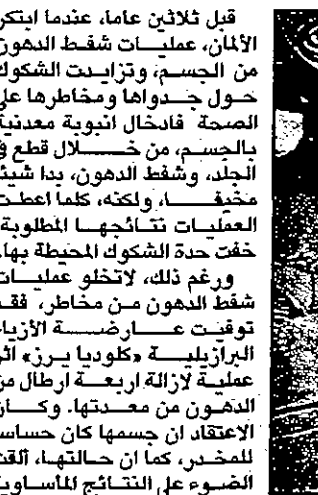 قبل ثلاثين عاما، عندما ابتكر
الألمان، عمليات شفط الدهون
من الجسم، وتزايدت الشكوك
حول جدواها ومخاطرها على
الصحة فادخال انبوبة معدنية
بالجسم، من خلال قطع في
الجلد، وشفط الدهون، بدا شيئا
مخيفا، ولكنه، كلما اعطت
العمليات نتائجها المطلوبة،
خفت حدة الشكوك المحيطة بها.
ورغم ذلك، لاتخلو عمليات
شفط الدهون من مخاطر، فقد
توفيت عارضة الأزياء
البرازيلية «كلوديا يرز» اثر
عملية لازالة اربعة ارطال من
الدهون من معدتها. وكان
الاعتقاد ان جسمها كان حساسا
للمخدر، كما ان حالتها، ألقت
الضوء على النتائج المأساوية